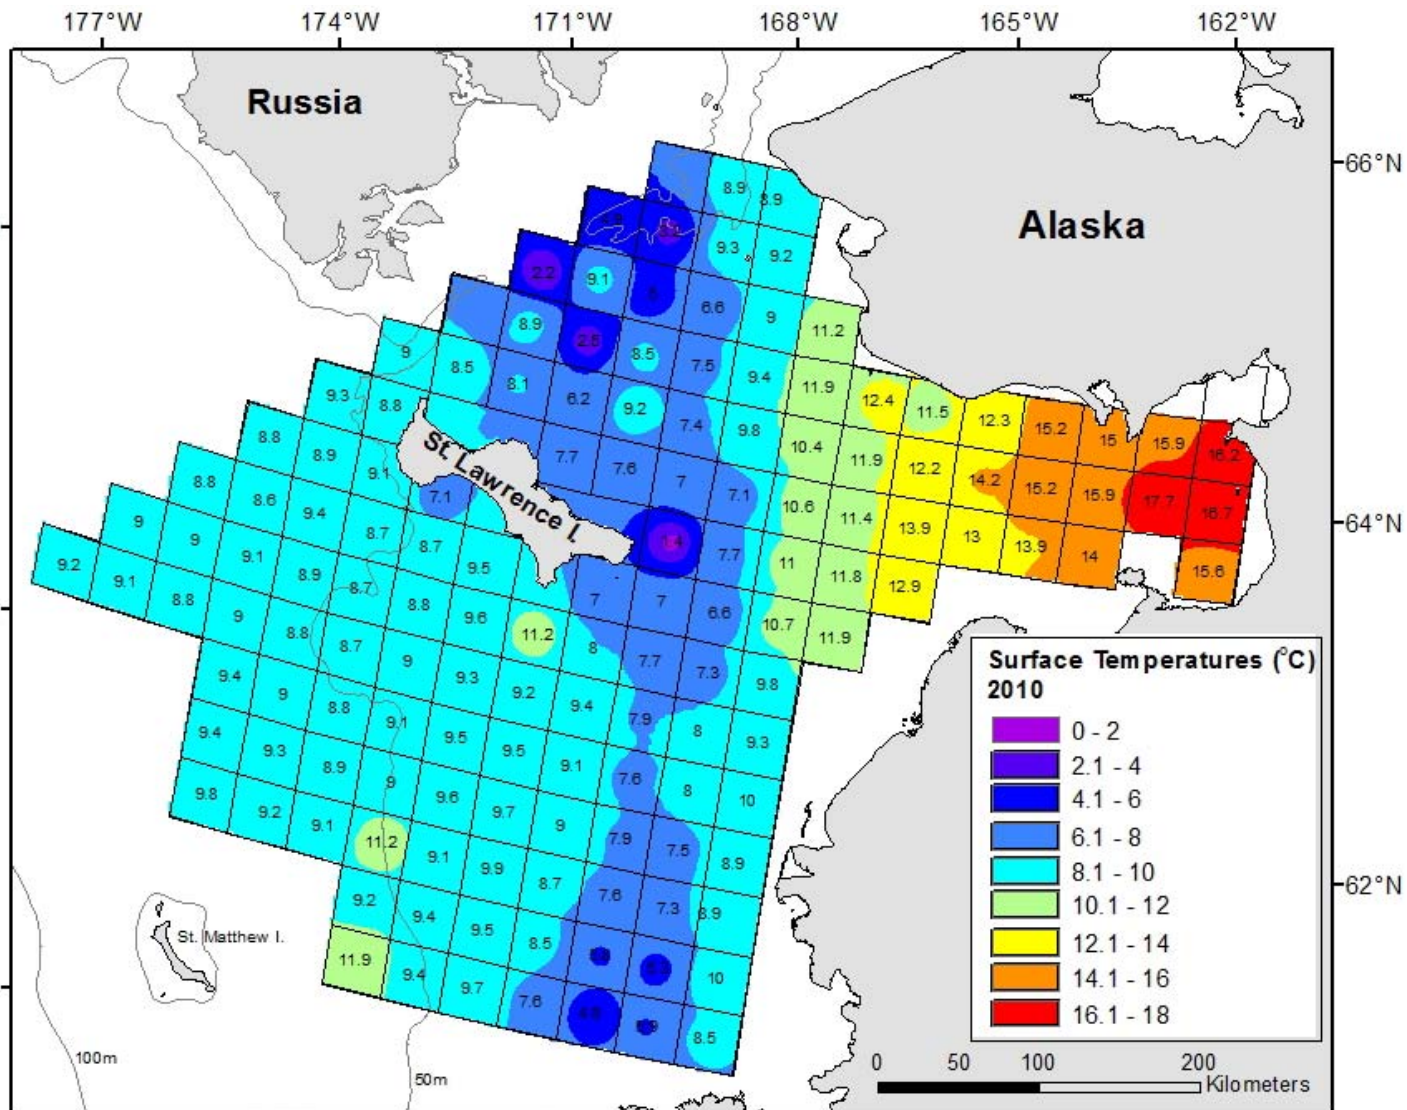 177°W 174°W 171°W 168°W 165°W 162°W
Russia
Alaska
66°N
64°N
62°N
8.9 8.9
9.3 9.2
2.2 9.1 6 6.6 9 11.2
8.9 8.5 7.5 9.4 11.9 12.4 11.5 12.3 15.2 15 15.9 16.2
9 8.5 8.1 6.2 9.2 7.4 9.8 10.4 11.9 12.2 14.2 15.2 15.9 17.7 16.7
9.3 8.8 7.7 7.6 7 7.1 10.6 11.4 13.9 13 13.9 14 15.6
8.8 8.9 9.1 7.1 7.7 11 11.8 12.9
St. Lawrence I.
8.8 8.6 9.4 8.7 8.7 9.5 7 7 6.6 10.7 11.9
9 9 9.1 8.9 8.7 8.8 9.6 11.2 8 7.7 7.3 9.8
9.2 9.1 8.8 9 8.8 8.7 9 9.3 9.2 9.4 7.9 8 9.3
9.4 9 8.8 9.1 9.5 9.5 9.1 7.6 8 10
9.4 9.3 8.9 9 9.6 9.7 9 7.9 7.5 8.9
9.8 9.2 9.1 11.2 9.1 9.9 8.7 7.6 7.3 8.9
9.2 9.4 9.5 8.5 10
11.9 9.4 9.7 7.6 8.5
St. Matthew I.
100m
50m
Surface Temperatures (°C)
2010
0 - 2
2.1 - 4
4.1 - 6
6.1 - 8
8.1 - 10
10.1 - 12
12.1 - 14
14.1 - 16
16.1 - 18
0 50 100 200
Kilometers